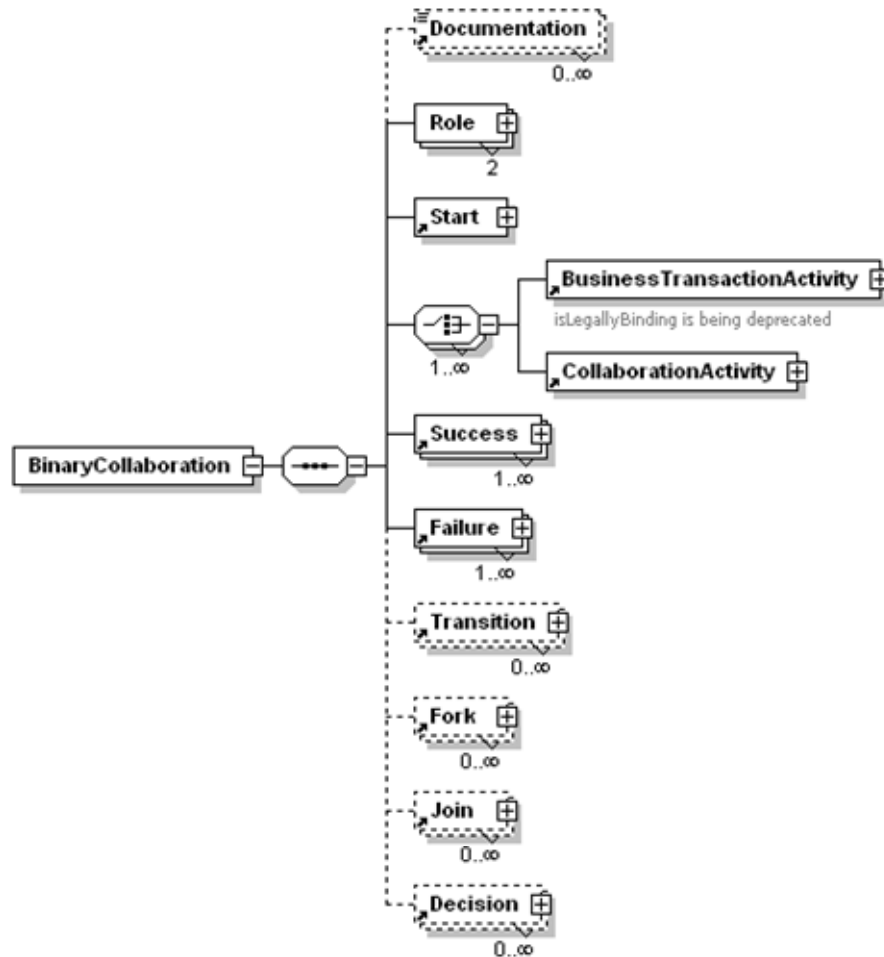 Documentation
0..∞
Role
2
Start
BusinessTransactionActivity
isLegallyBinding is being deprecated
1..∞
CollaborationActivity
Success
1..∞
BinaryCollaboration
Failure
1..∞
Transition
0..∞
Fork
0..∞
Join
0..∞
Decision
0..∞